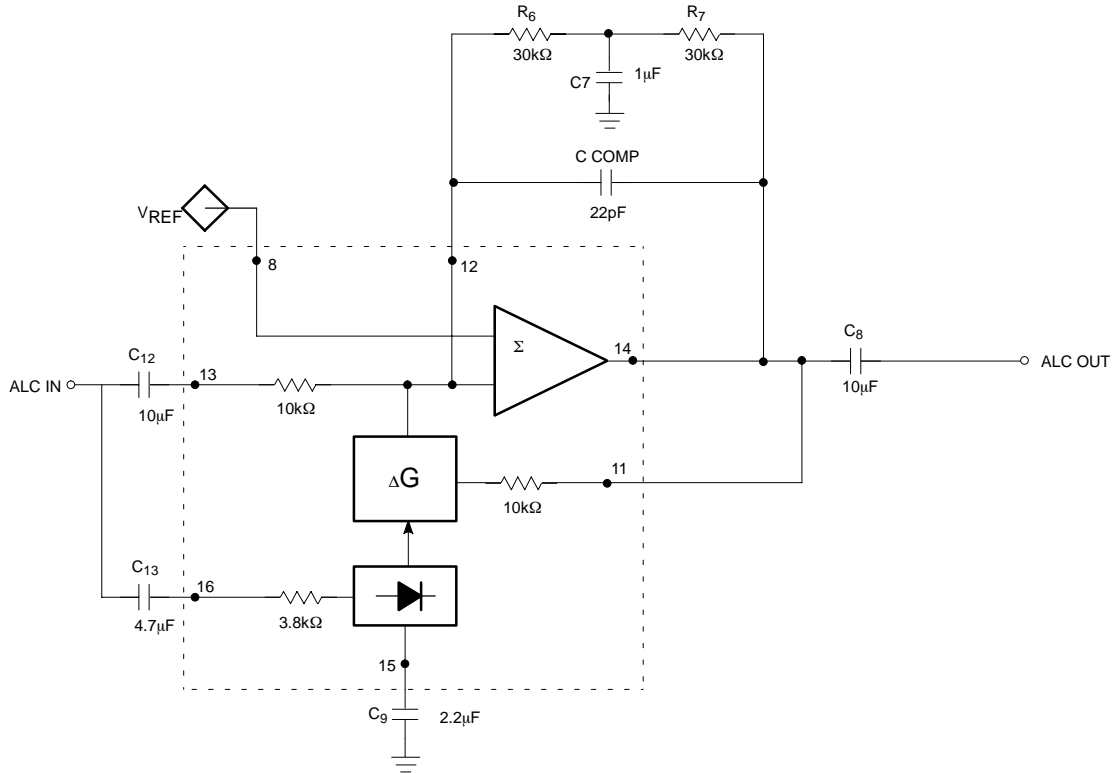 R6
R7
30kΩ
30kΩ
C7
1μF
C COMP
22pF
VREF
8
12
Σ
14
C8
10μF
ALC OUT
C12
ALC IN
13
10μF
10kΩ
ΔG
11
10kΩ
C13
16
4.7μF
3.8kΩ
15
C9
2.2μF